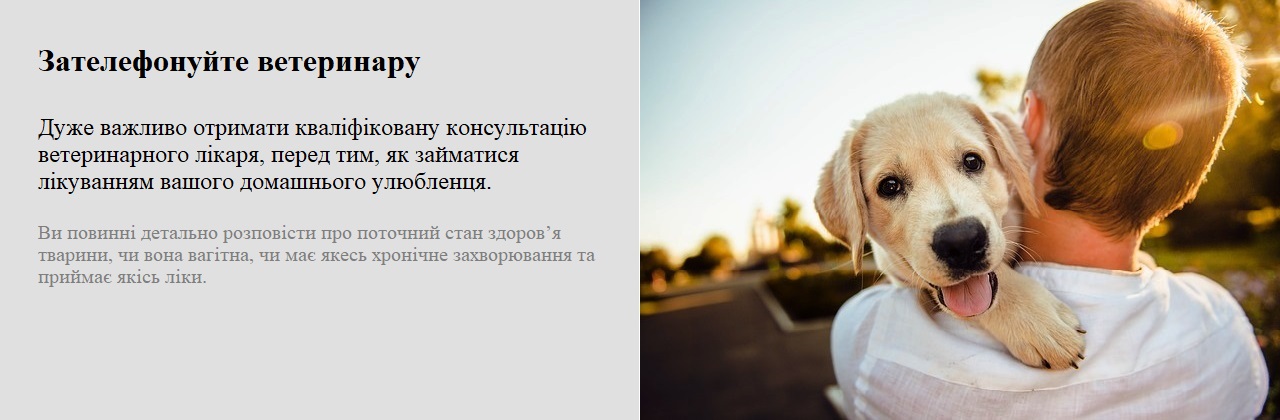 Зателефонуйте ветеринару
Дуже важливо отримати кваліфіковану консультацію
ветеринарного лікаря, перед тим, як займатися
лікуванням вашого домашнього улюбленця.
Ви повинні детально розповісти про поточний стан здоров’я
тварини, чи вона вагітна, чи має якесь хронічне захворювання та
приймає якісь ліки.